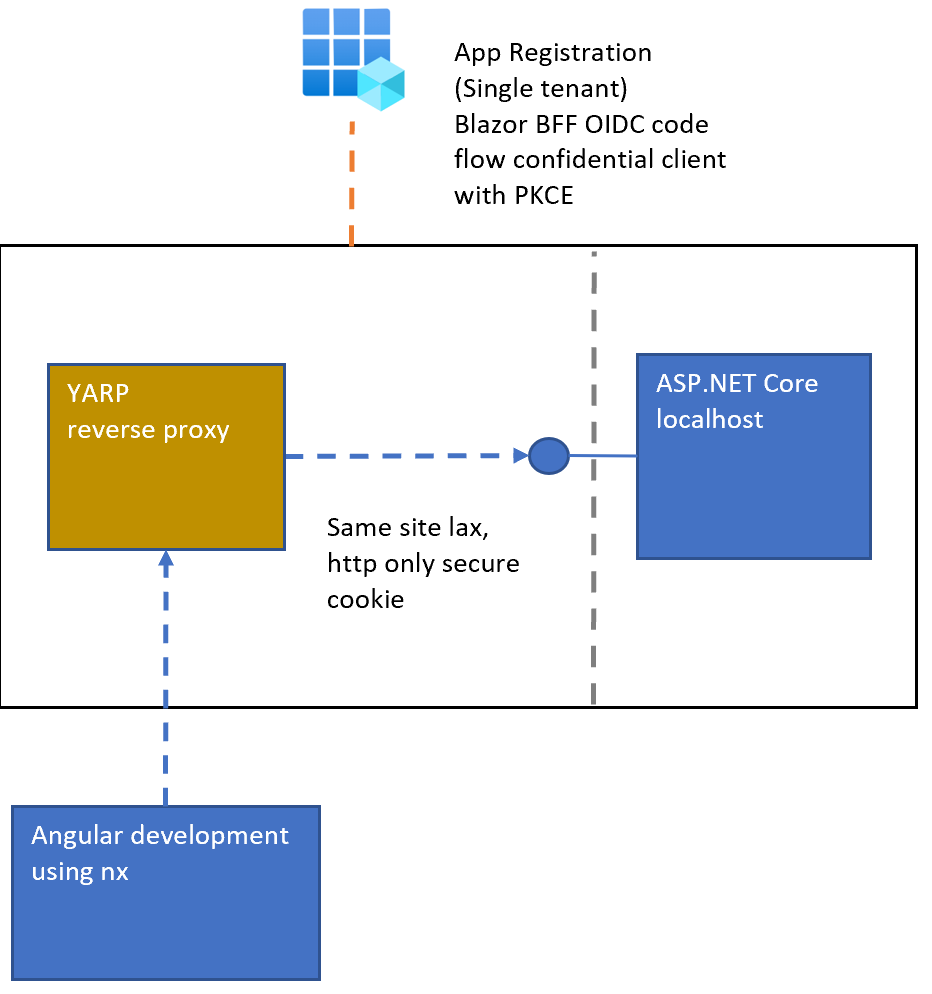 App Registration
(Single tenant)
Blazor BFF OIDC code
flow confidential client
with PKCE
YARP
reverse proxy
ASP.NET Core
localhost
Same site lax,
http only secure
cookie
Angular development
using nx